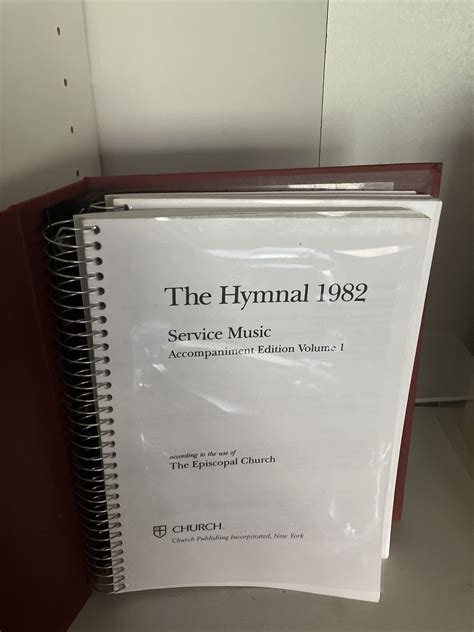 The Hymnal 1982
Service Music
Accompaniment Edition Volume 1
according to the use of
The Episcopal Church
CHURCH
Church Publishing Incorporated, New York